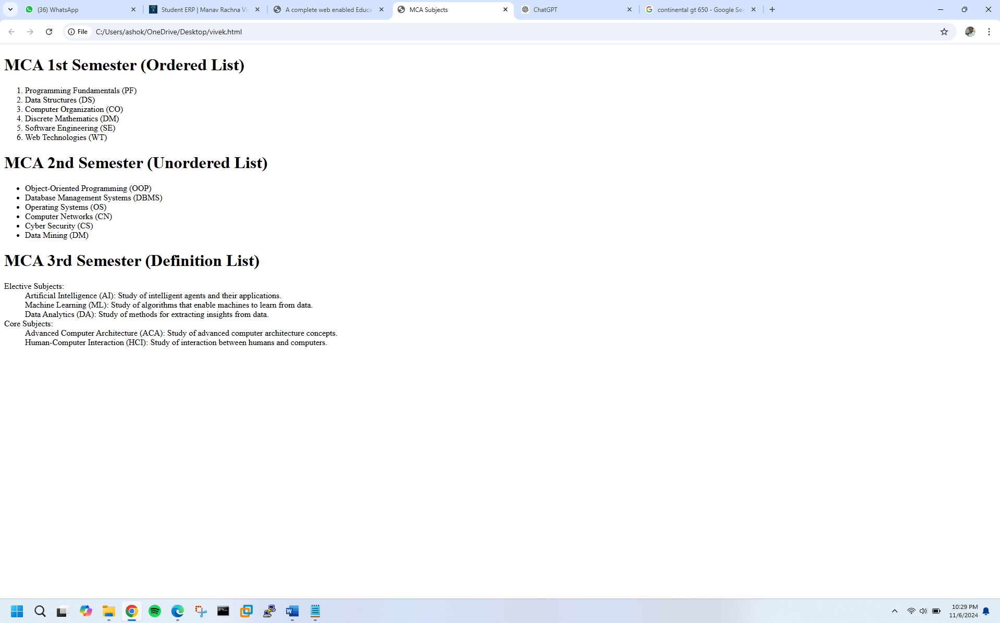 (36) WhatsApp
Student ERP | Manav Rachna Vi
A complete web enabled Educa
MCA Subjects
ChatGPT
continental gt 650 - Google Sea
File
C:/Users/ashok/OneDrive/Desktop/vivek.html
MCA 1st Semester (Ordered List)
1. Programming Fundamentals (PF)
2. Data Structures (DS)
3. Computer Organization (CO)
4. Discrete Mathematics (DM)
5. Software Engineering (SE)
6. Web Technologies (WT)
MCA 2nd Semester (Unordered List)
• Object-Oriented Programming (OOP)
• Database Management Systems (DBMS)
• Operating Systems (OS)
• Computer Networks (CN)
• Cyber Security (CS)
• Data Mining (DM)
MCA 3rd Semester (Definition List)
Elective Subjects:
Artificial Intelligence (AI): Study of intelligent agents and their applications.
Machine Learning (ML): Study of algorithms that enable machines to learn from data.
Data Analytics (DA): Study of methods for extracting insights from data.
Core Subjects:
Advanced Computer Architecture (ACA): Study of advanced computer architecture concepts.
Human-Computer Interaction (HCI): Study of interaction between humans and computers.
10:29 PM
11/6/2024